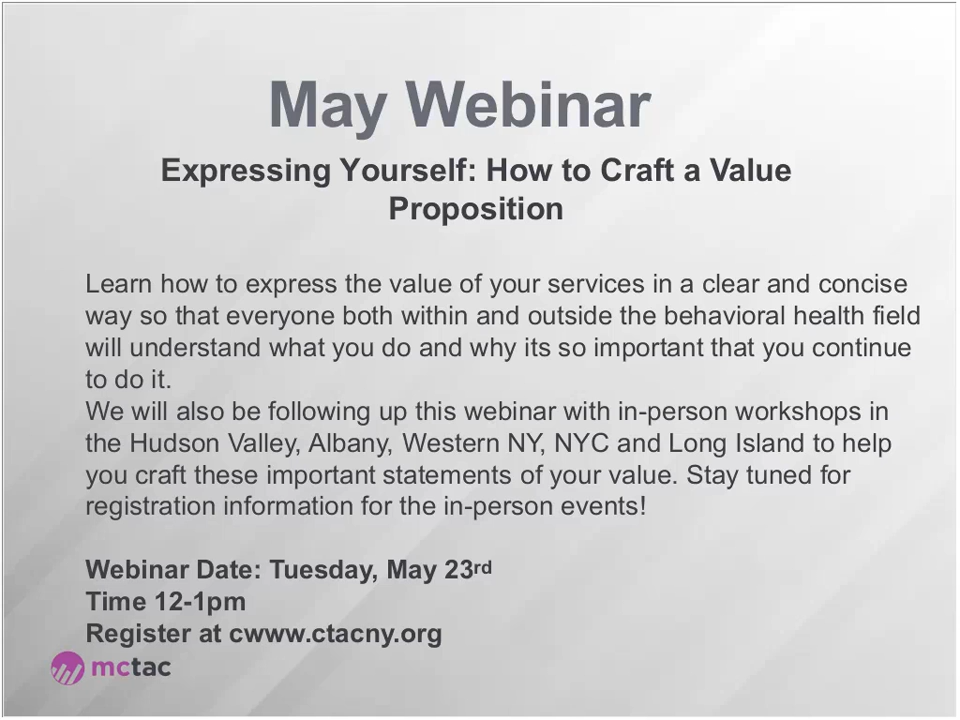 May Webinar
Expressing Yourself: How to Craft a Value
Proposition
Learn how to express the value of your services in a clear and concise
way so that everyone both within and outside the behavioral health field
will understand what you do and why its so important that you continue
to do it.
We will also be following up this webinar with in-person workshops in
the Hudson Valley, Albany, Western NY, NYC and Long Island to help
you craft these important statements of your value. Stay tuned for
registration information for the in-person events!
Webinar Date: Tuesday, May 23rd
Time 12-1pm
Register at cwww.ctacny.org
mctac